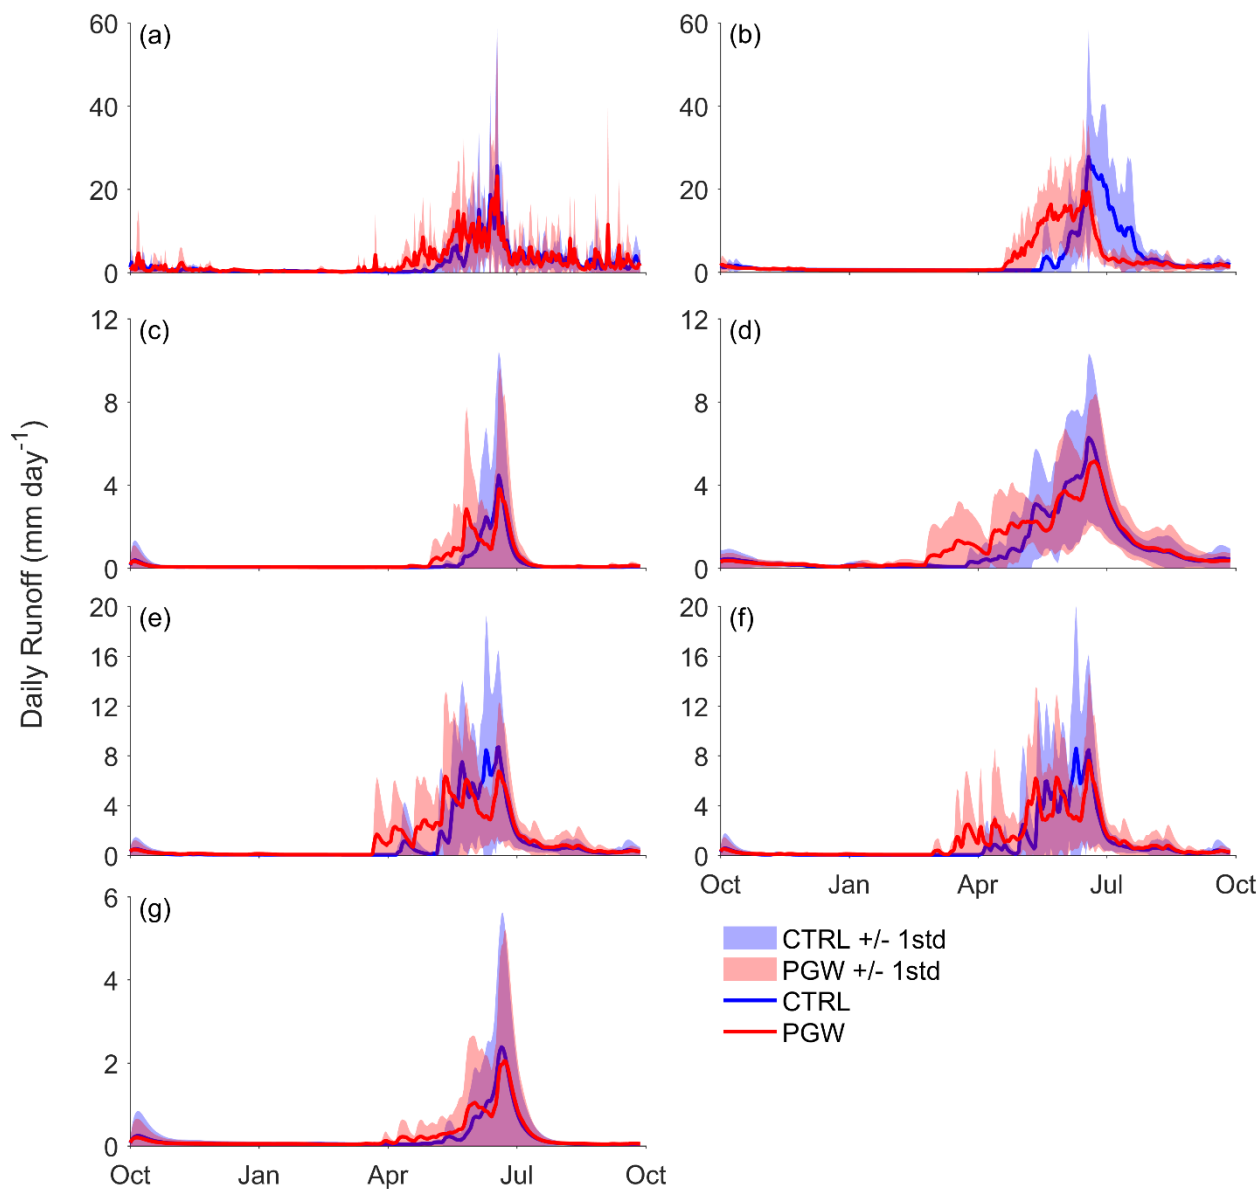 (a)
60
40
20
0
(b)
60
40
20
0
(c)
12
8
4
0
(d)
12
8
4
0
Daily Runoff (mm day-1)
(e)
20
16
12
8
4
0
(f)
20
16
12
8
4
0
Oct Jan Apr Jul Oct
(g)
6
4
2
0
Oct Jan Apr Jul Oct
CTRL +/- 1std
PGW +/- 1std
CTRL
PGW